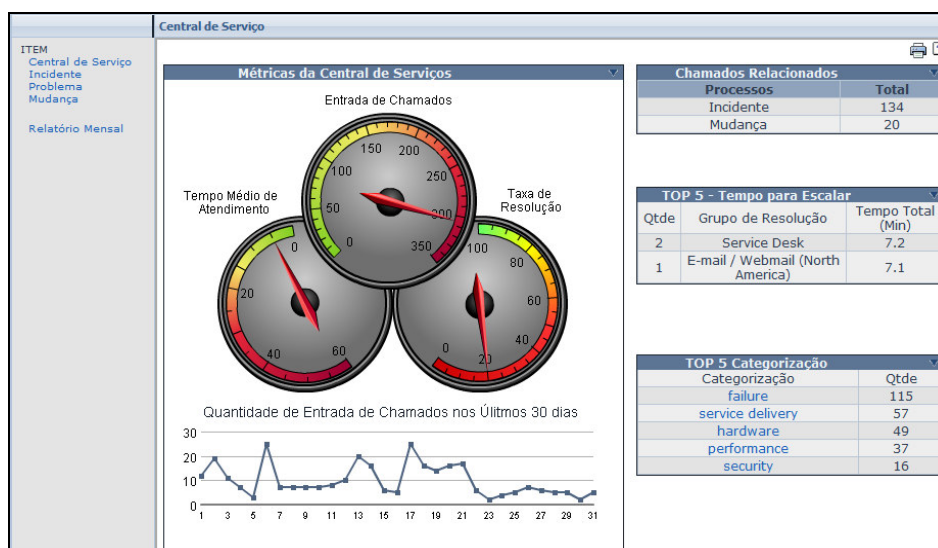 Central de Serviço
ITEM
Central de Serviço
Incidente
Problema
Mudança
Relatório Mensal
Métricas da Central de Serviços
Entrada de Chamados
0 50 100 150 200 250 300 350
Tempo Médio de
Atendimento
0 20 40 60
Taxa de
Resolução
0 20 40 60 80 100
Quantidade de Entrada de Chamados nos Úlitmos 30 dias
30
20
10
0
1 3 5 7 9 11 13 15 17 19 21 23 25 27 29 31
Chamados Relacionados
Processos Total
Incidente 134
Mudança 20
TOP 5 - Tempo para Escalar
Qtde Grupo de Resolução Tempo Total
(Min)
2 Service Desk 7.2
1 E-mail / Webmail (North
America) 7.1
TOP 5 Categorização
Categorização Qtde
failure 115
service delivery 57
hardware 49
performance 37
security 16